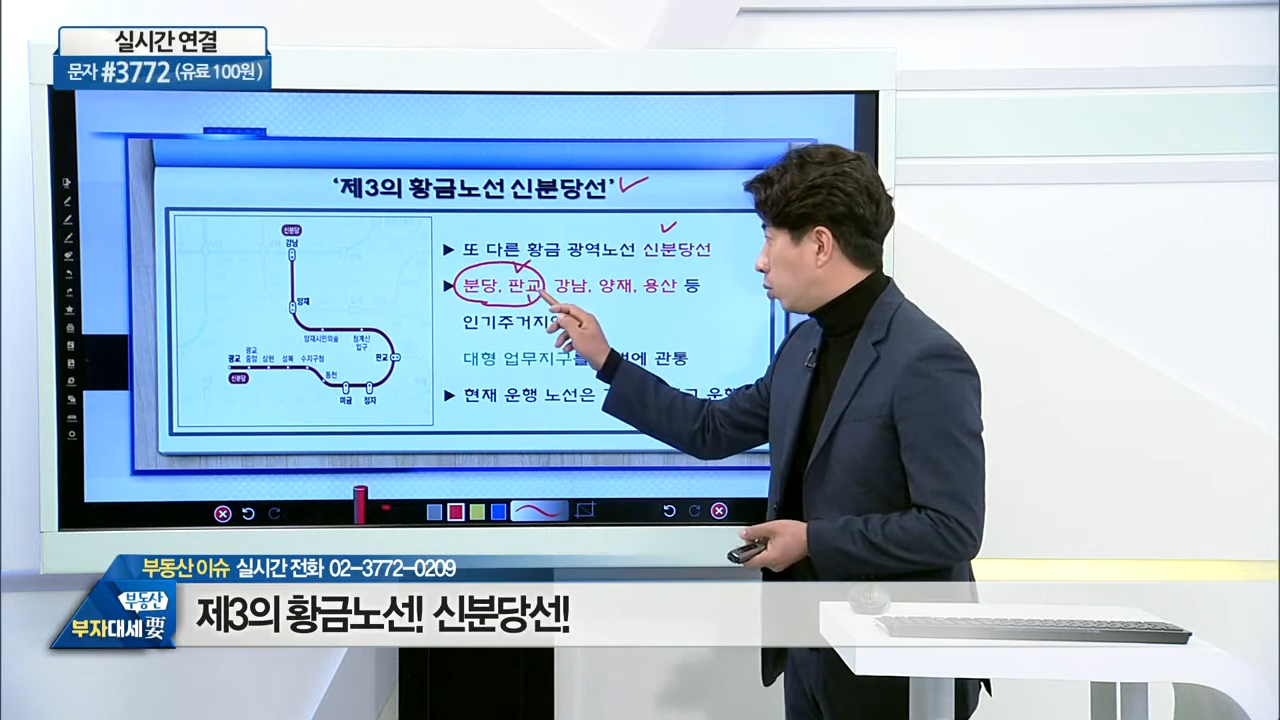 실시간 연결
문자 #3772 (유료 100원)
‘제3의 황금노선 신분당선’
신분당
강남
양재
양재시민의숲
청계산
입구
판교
광교
광교
중앙
상현
성복
수지구청
동천
신분당
미금
정자
▶ 또 다른 황금 광역노선 신분당선
▶ 분당, 판교, 강남, 양재, 용산 등
인기주거지
대형 업무지구를 에 관통
▶ 현재 운행 노선은 운행
부동산 이슈 실시간 전화 02-3772-0209
부동산
부자대세 要
제3의 황금노선! 신분당선!